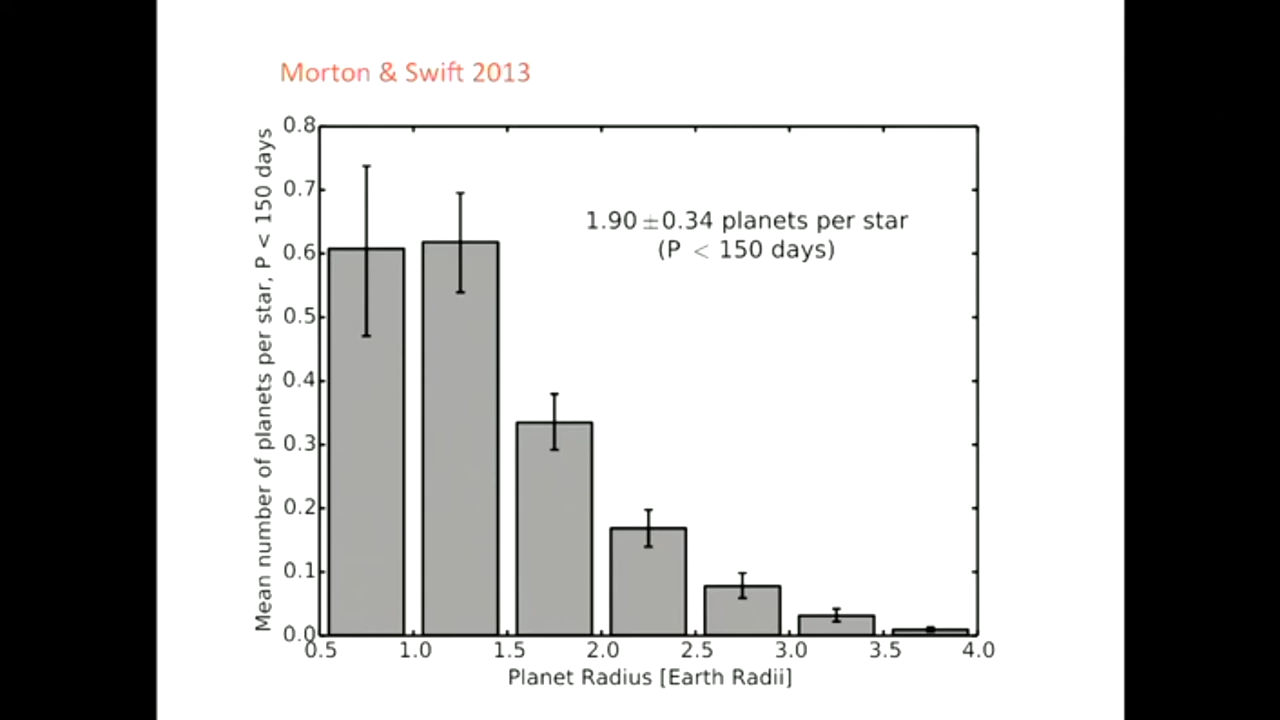 Morton & Swift 2013
Mean number of planets per star, P < 150 days
0.8
0.7
0.6
0.5
0.4
0.3
0.2
0.1
0.0
1.90 ± 0.34 planets per star
(P < 150 days)
0.5 1.0 1.5 2.0 2.5 3.0 3.5 4.0
Planet Radius [Earth Radii]